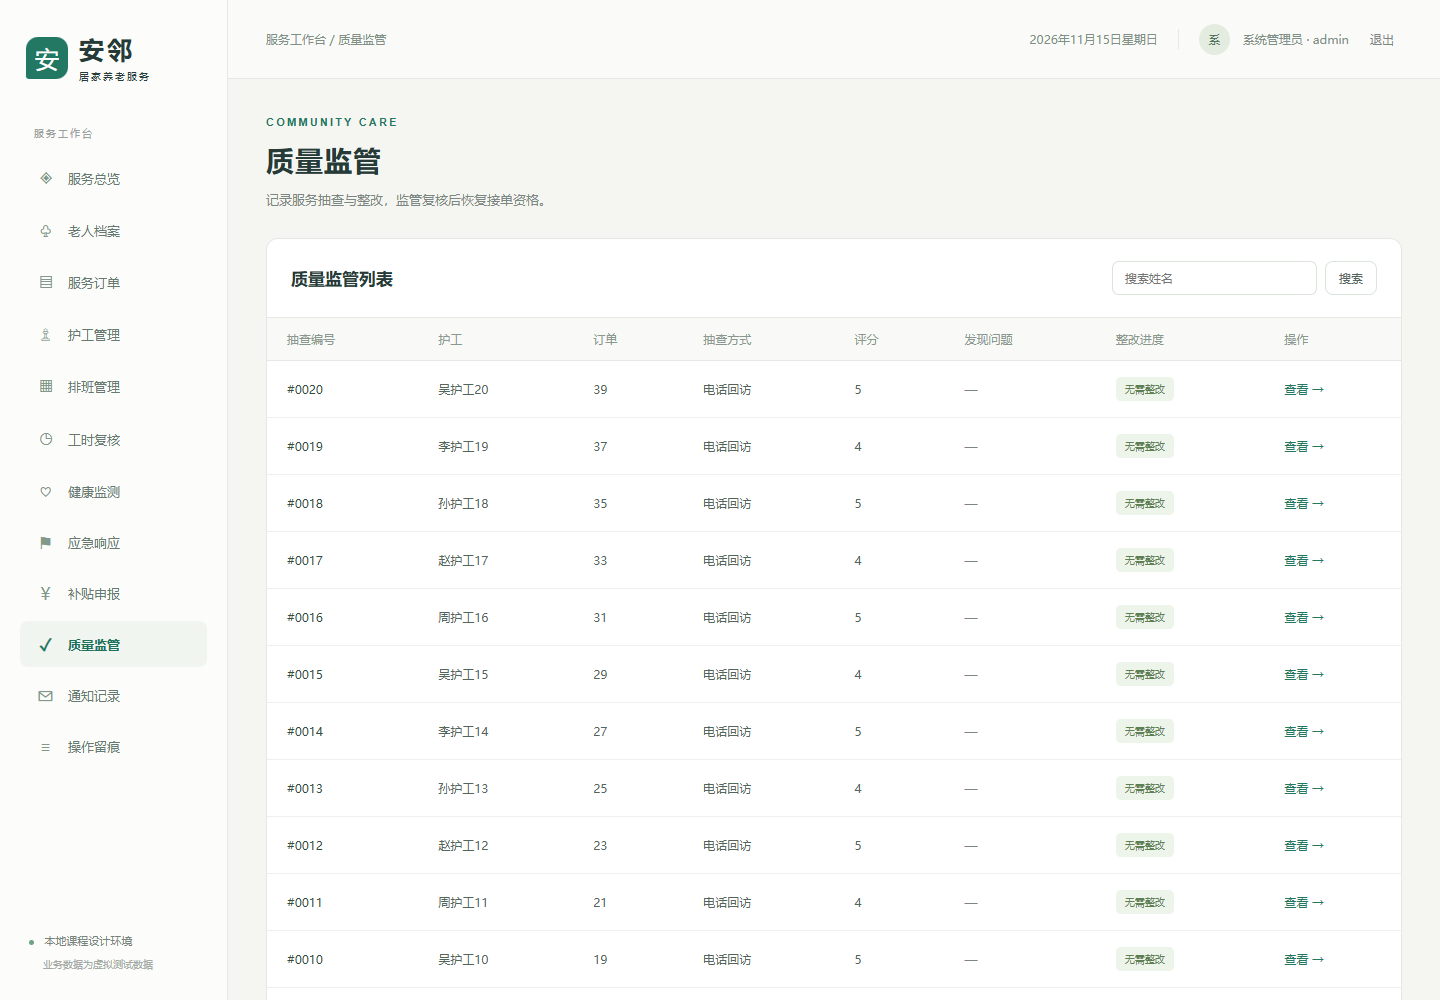 安
安邻
居家养老服务
服务工作台
服务总览
老人档案
服务订单
护工管理
排班管理
工时复核
健康监测
应急响应
¥ 补贴申报
质量监管
通知记录
操作留痕
本地课程设计环境
业务数据为虚拟测试数据
服务工作台 / 质量监管
2026年11月15日星期日
系 系统管理员 · admin 退出
COMMUNITY CARE
质量监管
记录服务抽查与整改，监管复核后恢复接单资格。
质量监管列表
搜索姓名 搜索
抽查编号 护工 订单 抽查方式 评分 发现问题 整改进度 操作
#0020 吴护工20 39 电话回访 5 — 无需整改 查看→
#0019 李护工19 37 电话回访 4 — 无需整改 查看→
#0018 孙护工18 35 电话回访 5 — 无需整改 查看→
#0017 赵护工17 33 电话回访 4 — 无需整改 查看→
#0016 周护工16 31 电话回访 5 — 无需整改 查看→
#0015 吴护工15 29 电话回访 4 — 无需整改 查看→
#0014 李护工14 27 电话回访 5 — 无需整改 查看→
#0013 孙护工13 25 电话回访 4 — 无需整改 查看→
#0012 赵护工12 23 电话回访 5 — 无需整改 查看→
#0011 周护工11 21 电话回访 4 — 无需整改 查看→
#0010 吴护工10 19 电话回访 5 — 无需整改 查看→